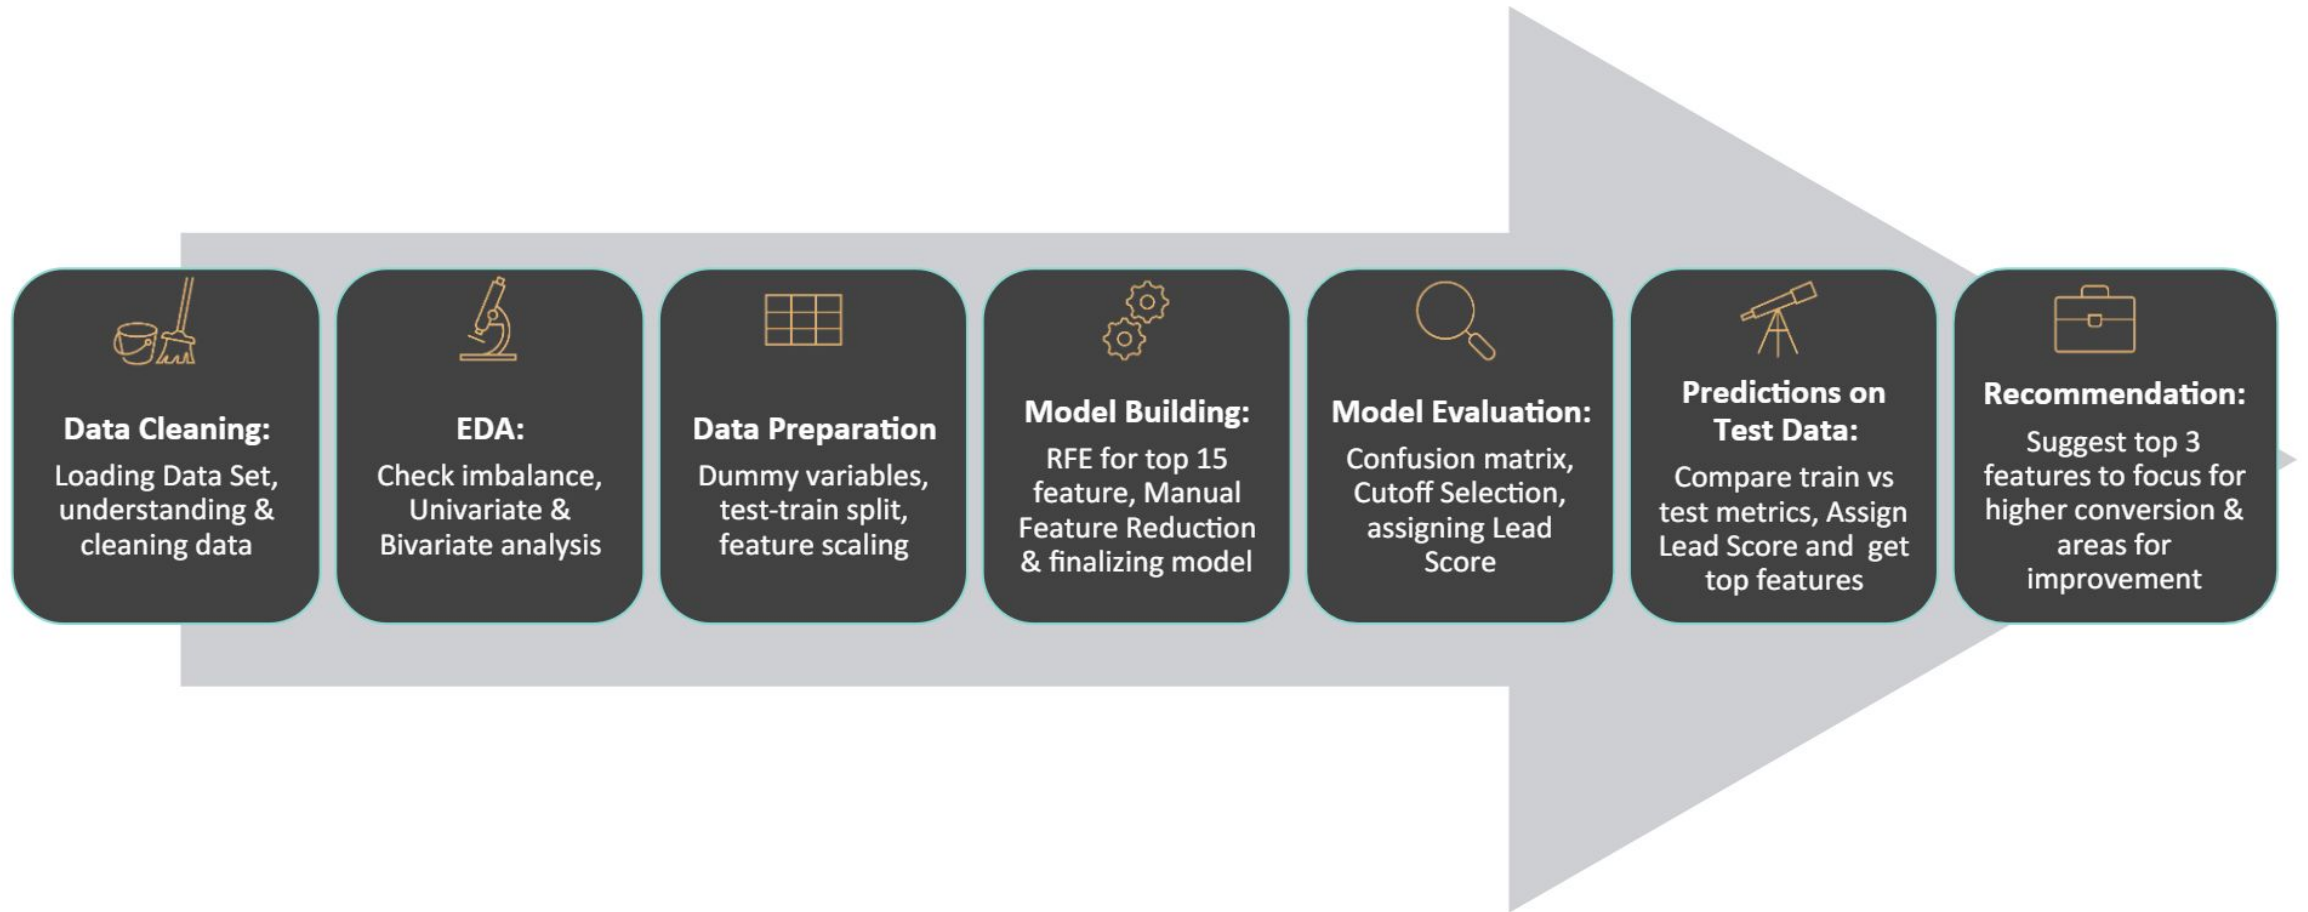 Data Cleaning:
Loading Data Set,
understanding &
cleaning data
EDA:
Check imbalance,
Univariate &
Bivariate analysis
Data Preparation
Dummy variables,
test-train split,
feature scaling
Model Building:
RFE for top 15
feature, Manual
Feature Reduction
& finalizing model
Model Evaluation:
Confusion matrix,
Cutoff Selection,
assigning Lead
Score
Predictions on
Test Data:
Compare train vs
test metrics, Assign
Lead Score and  get
top features
Recommendation:
Suggest top 3
features to focus for
higher conversion &
areas for
improvement